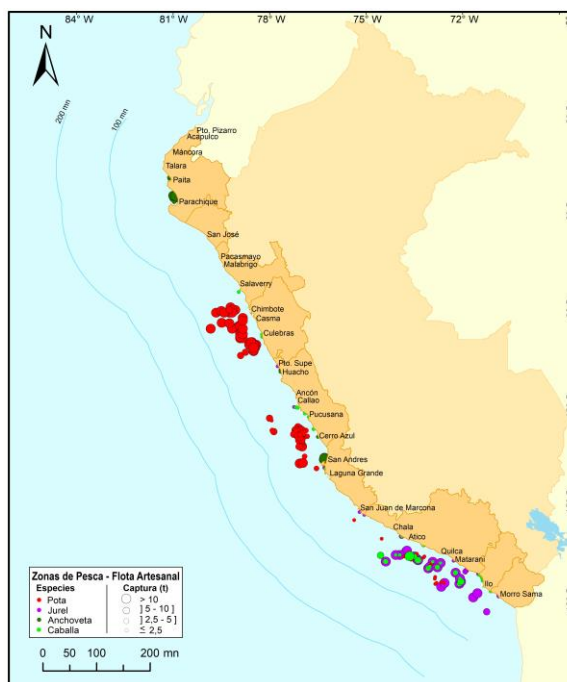 84° W
81° W
78° W
75° W
72° W
N
200 mn
100 mn
Pto. Pizarro
Acapulco
Máncora
Talara
Paita
Parachique
San José
Pacasmayo
Malabrigo
Salaverry
Chimbote
Casma
Culebras
Pto. Supe
Huacho
Ancón
Callao
Pucusana
Cerro Azul
San Andres
Laguna Grande
San Juan de Marcona
Chala
Atico
Quilca
Matarani
Ilo
Morro Sama
Zonas de Pesca - Flota Artesanal
Especies Captura (t)
Pota > 10
Jurel ] 5 - 10 ]
Anchoveta ] 2,5 - 5 ]
Caballa ≤ 2,5
0 50 100 200 mn